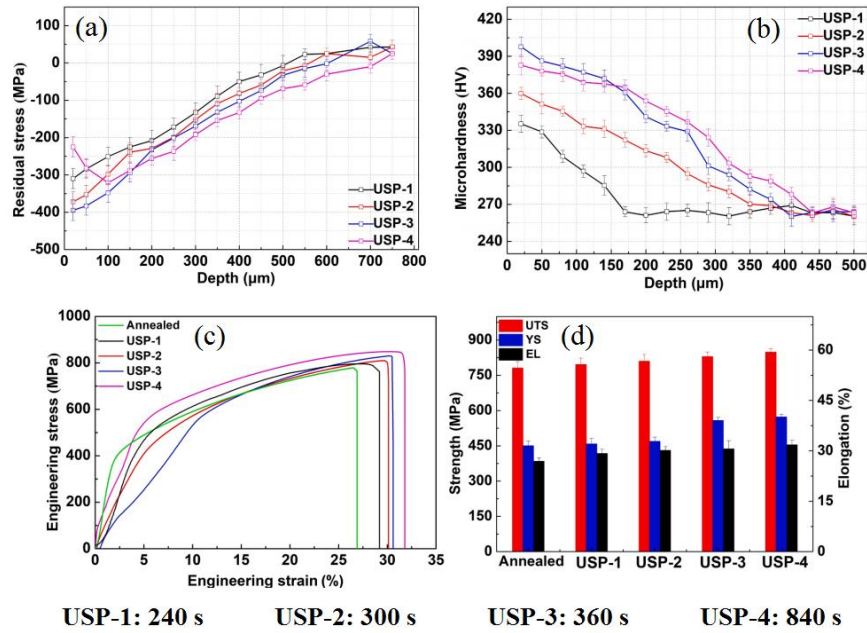 (a)
Residual stress (MPa)
100
50
0
-100
-200
-300
-400
-500
USP-1
USP-2
USP-3
USP-4
0 100 200 300 400 500 600 700 800
Depth (µm)
(b)
Microhardness (HV)
420
390
360
330
300
270
240
USP-1
USP-2
USP-3
USP-4
0 50 100 150 200 250 300 350 400 450 500
Depth (µm)
(c)
Engineering stress (MPa)
1000
800
600
400
200
0
Annealed
USP-1
USP-2
USP-3
USP-4
0 5 10 15 20 25 30 35
Engineering strain (%)
(d)
Strength (MPa)
900
750
600
450
300
150
0
UTS
YS
EL
60
45
30
15
0
Elongation (%)
Annealed USP-1 USP-2 USP-3 USP-4
USP-1: 240 s USP-2: 300 s USP-3: 360 s USP-4: 840 s